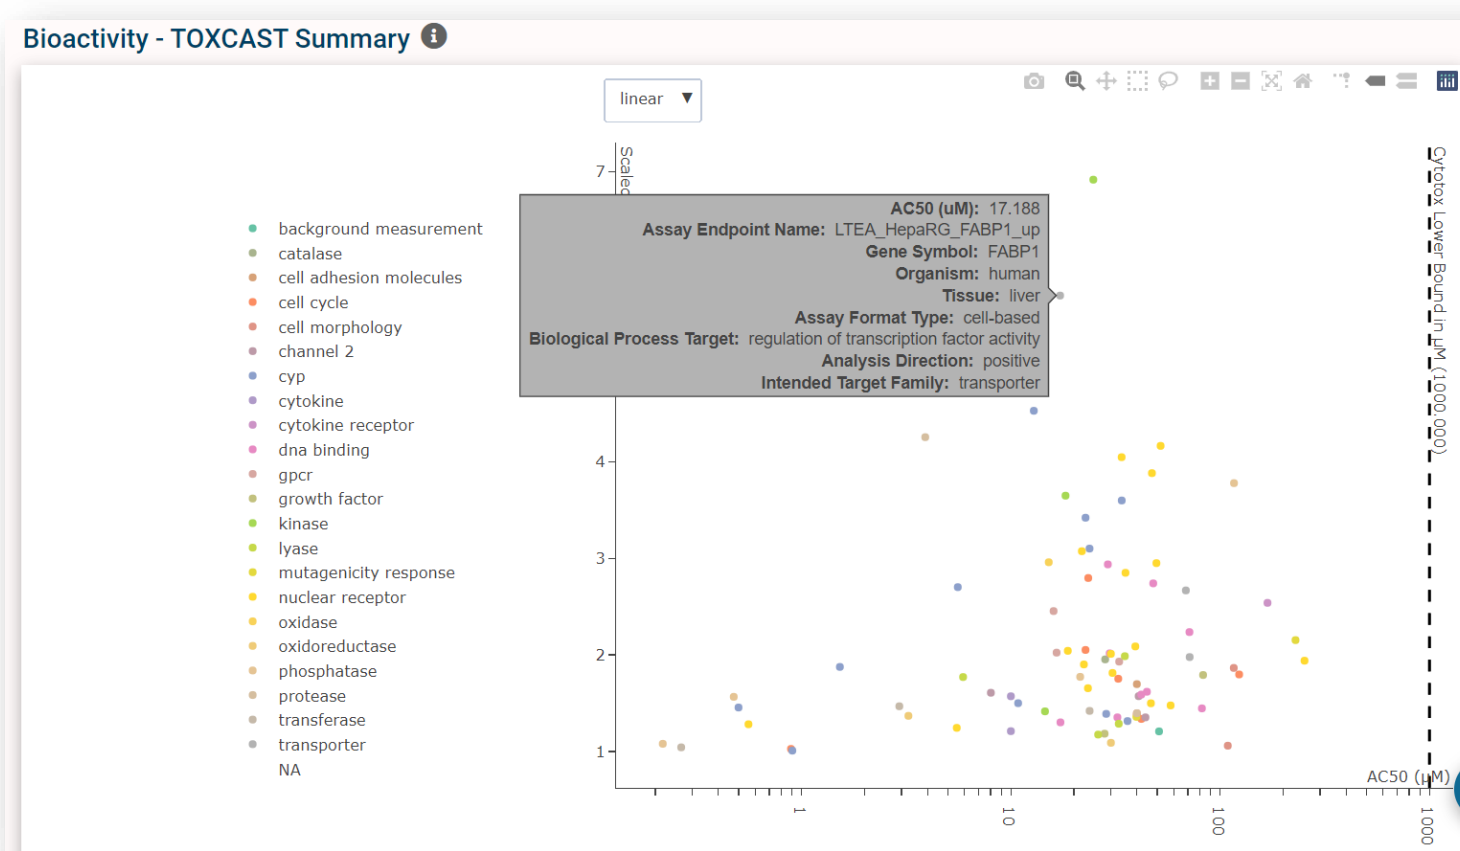 Bioactivity - TOXCAST Summary
linear
7
Scaled
AC50 (uM): 17.188
Assay Endpoint Name: LTEA_HepaRG_FABP1_up
Gene Symbol: FABP1
Organism: human
Tissue: liver
Assay Format Type: cell-based
Biological Process Target: regulation of transcription factor activity
Analysis Direction: positive
Intended Target Family: transporter
background measurement
catalase
cell adhesion molecules
cell cycle
cell morphology
channel 2
cyp
cytokine
cytokine receptor
dna binding
gpcr
growth factor
kinase
lyase
mutagenicity response
nuclear receptor
oxidase
oxidoreductase
phosphatase
protease
transferase
transporter
NA
4
3
2
1
Cytotox Lower Bound in μM (1000.000)
AC50 (μM)
1
10
100
1000